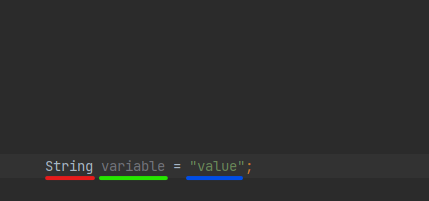 String variable = "value";